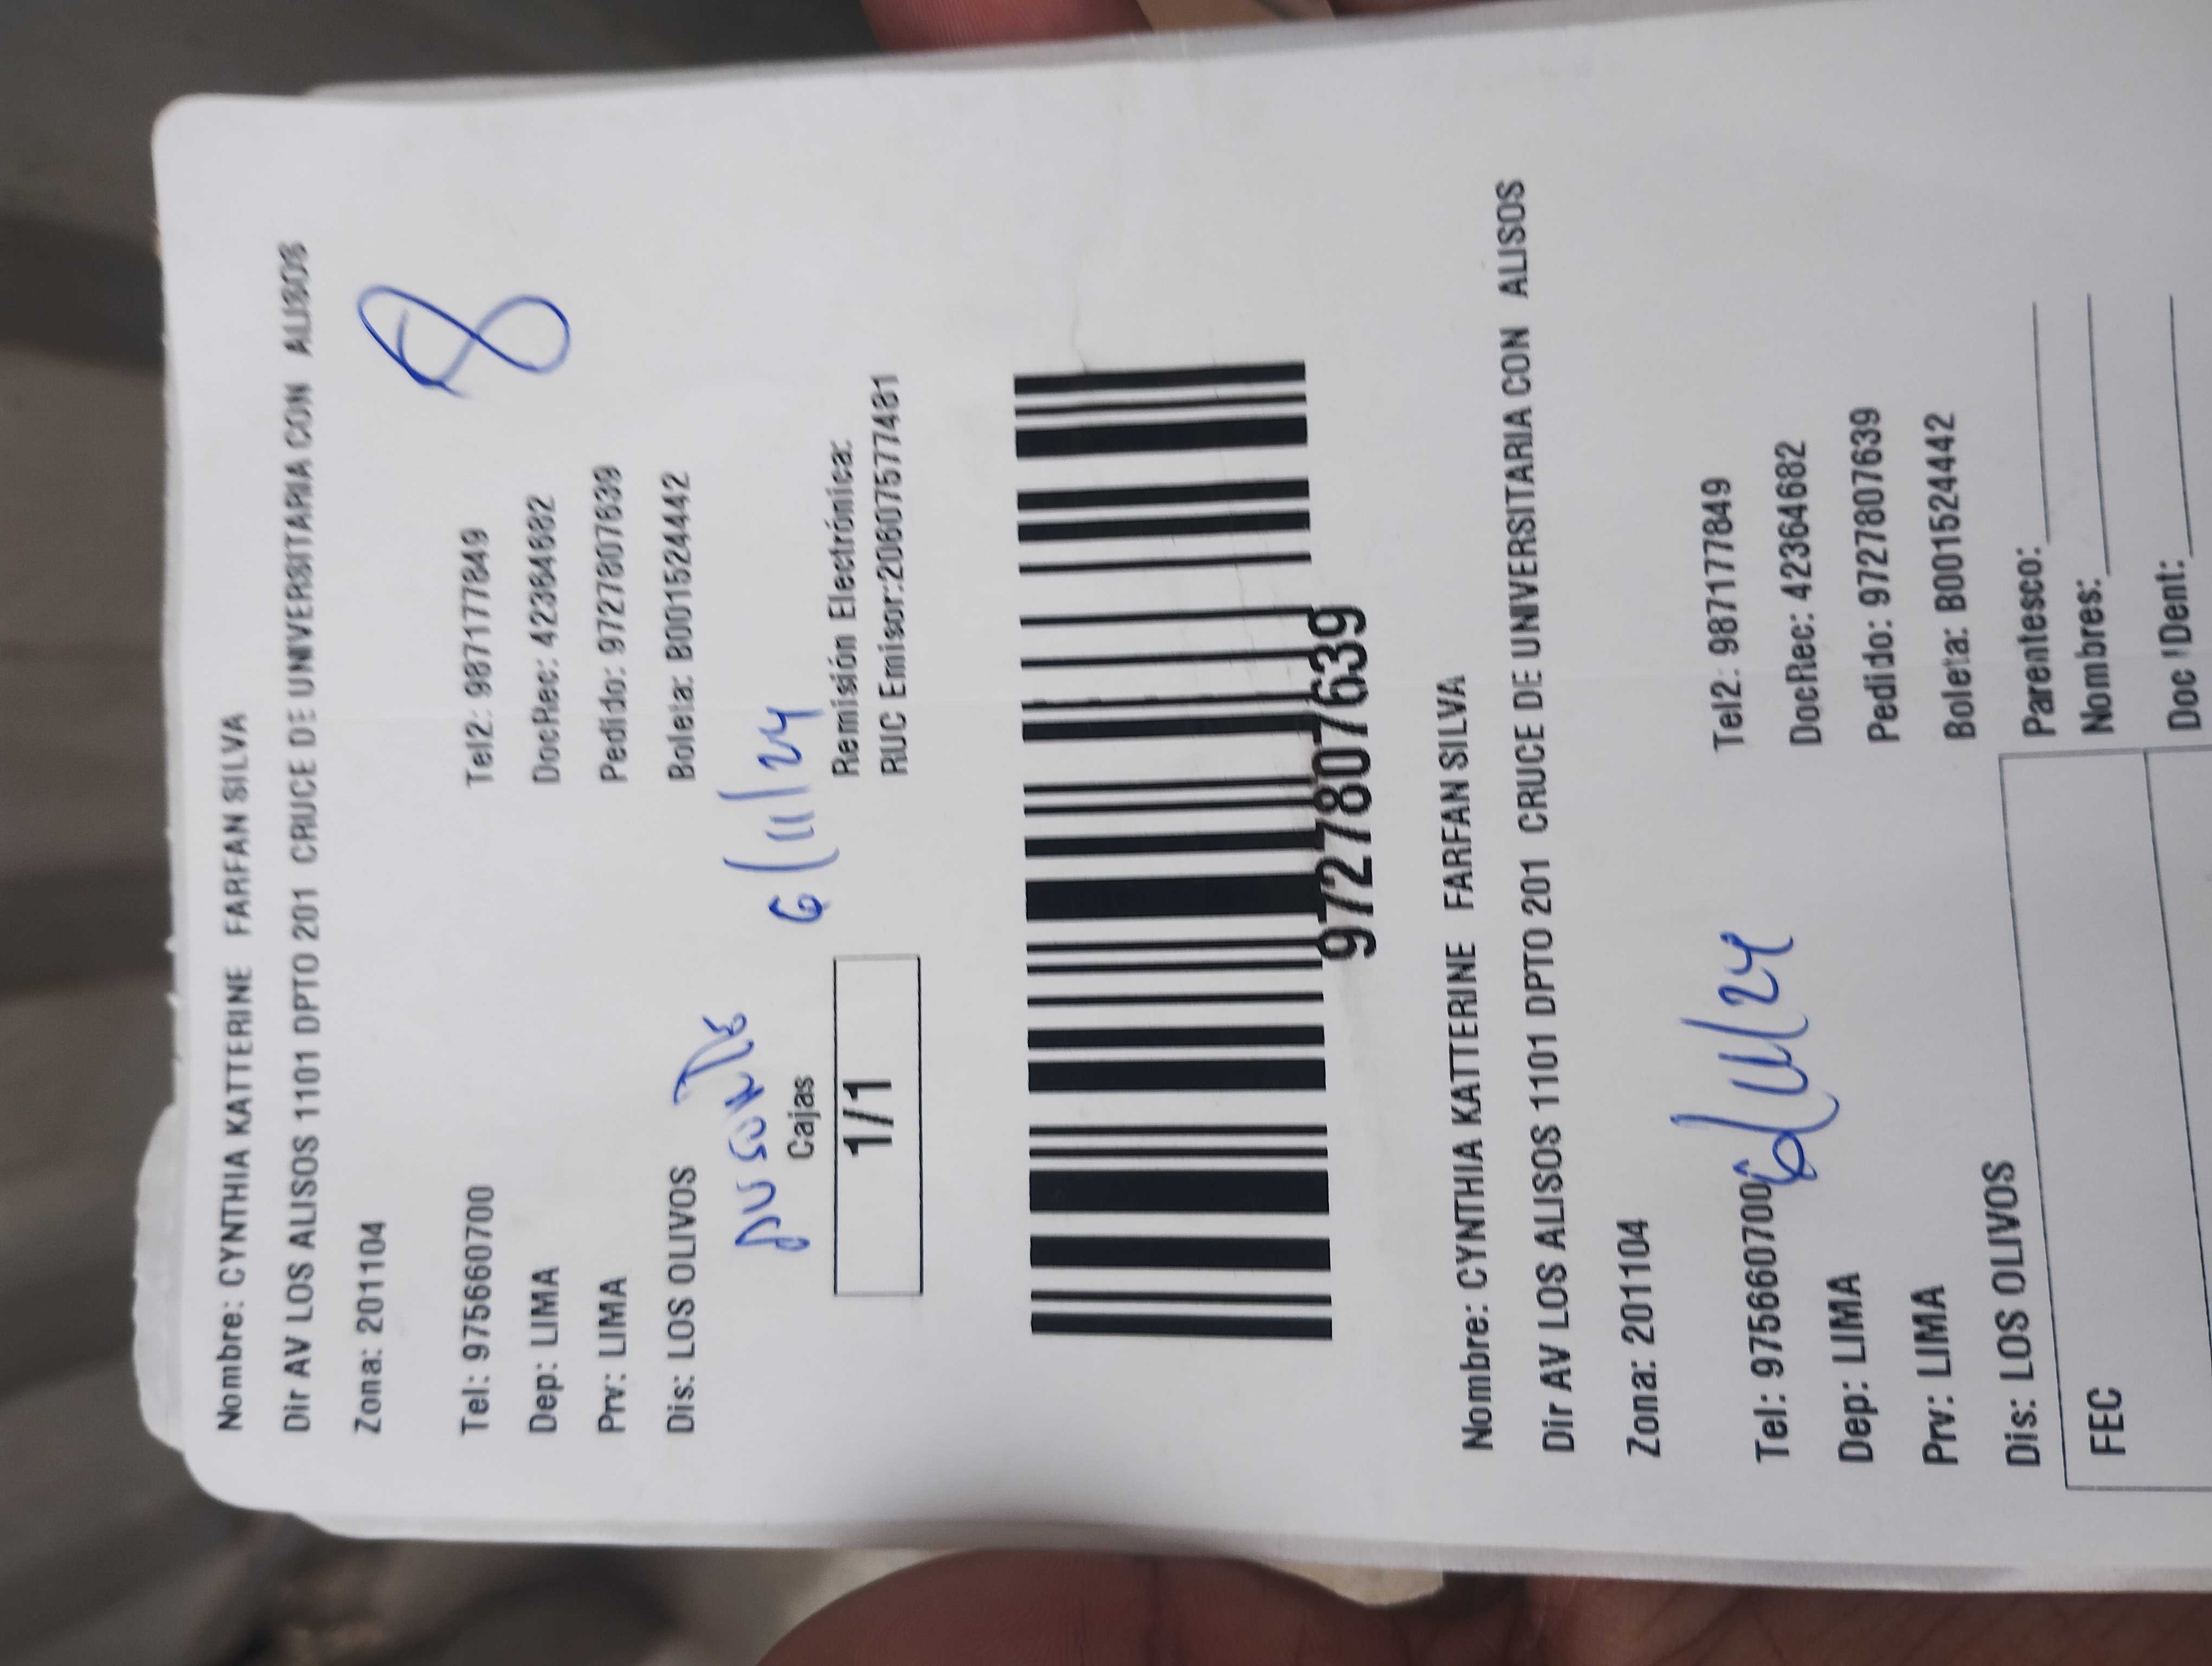 Nombre: CYNTHIA KATTERINE FARFAN SILVA
Dir AV LOS ALISOS 1101 DPTO 201 CRUCE DE UNIVERSITARIA CON ALISOS
Zona: 201104
8
Tel: 975660700 Tel2: 987177849
Dep: LIMA DocRec: 42364682
Prv: LIMA Pedido: 9727807639
Dis: LOS OLIVOS Boleta: B001524442
6/11/24
Cajas
1/1
Remisión Electrónica:
RUC Emisor:20607577481
9727807639
Nombre: CYNTHIA KATTERINE FARFAN SILVA
Dir AV LOS ALISOS 1101 DPTO 201 CRUCE DE UNIVERSITARIA CON ALISOS
Zona: 201104
6/11/24
Tel: 975660700 Tel2: 987177849
Dep: LIMA DocRec: 42364682
Prv: LIMA Pedido: 9727807639
Dis: LOS OLIVOS Boleta: B001524442
Parentesco:
FEC Nombres:
Doc IDent: